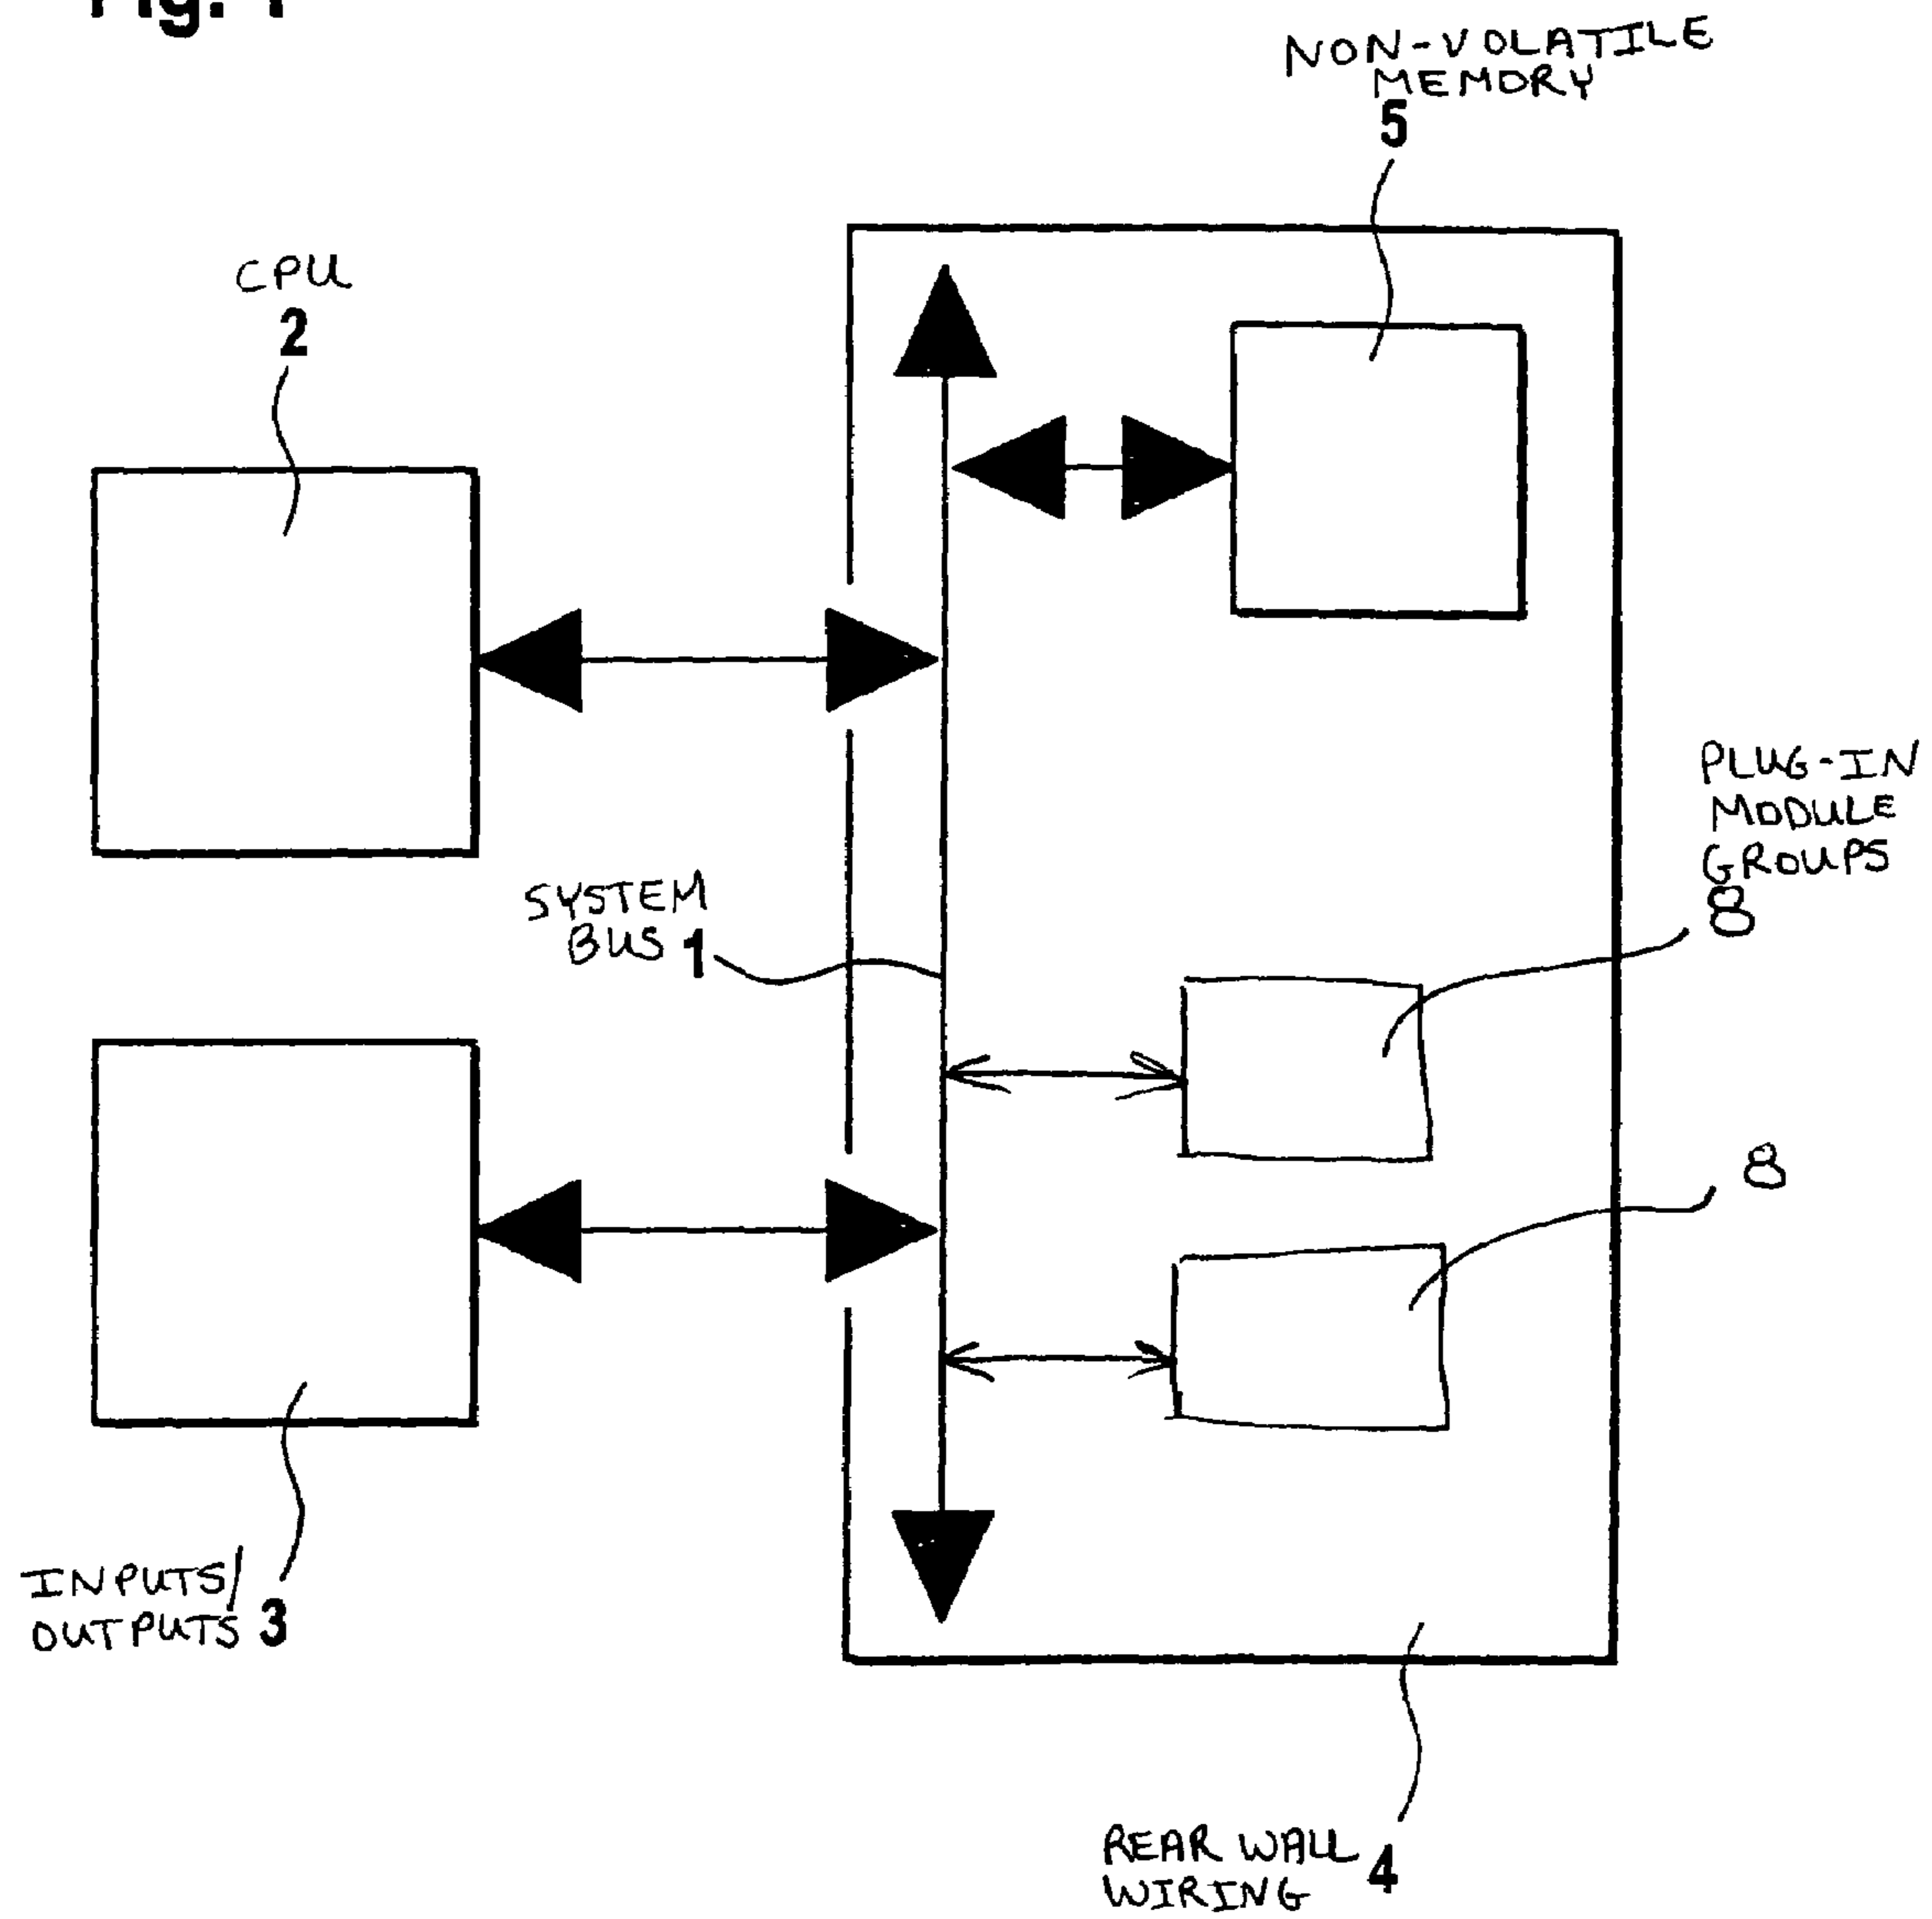 Fig. 1
NON-VOLATILE
MEMORY
5
CPU
2
PLUG-IN
MODULE
GROUPS
8
SYSTEM
BUS 1
8
INPUTS/
OUTPUTS 3
REAR WALL
WIRING 4